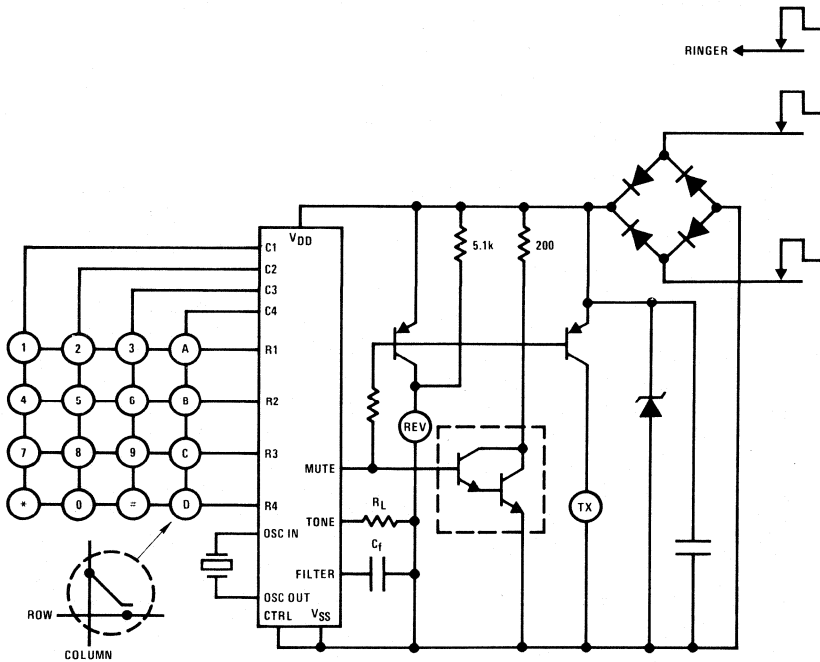 RINGER
C1
VDD
5.1k
200
C2
C3
C4
1
2
3
A
R1
4
5
6
B
R2
REV
7
8
9
C
R3
MUTE
*
0
=
D
R4
RL
TONE
TX
OSC IN
Cf
FILTER
OSC OUT
CTRL
VSS
ROW
COLUMN